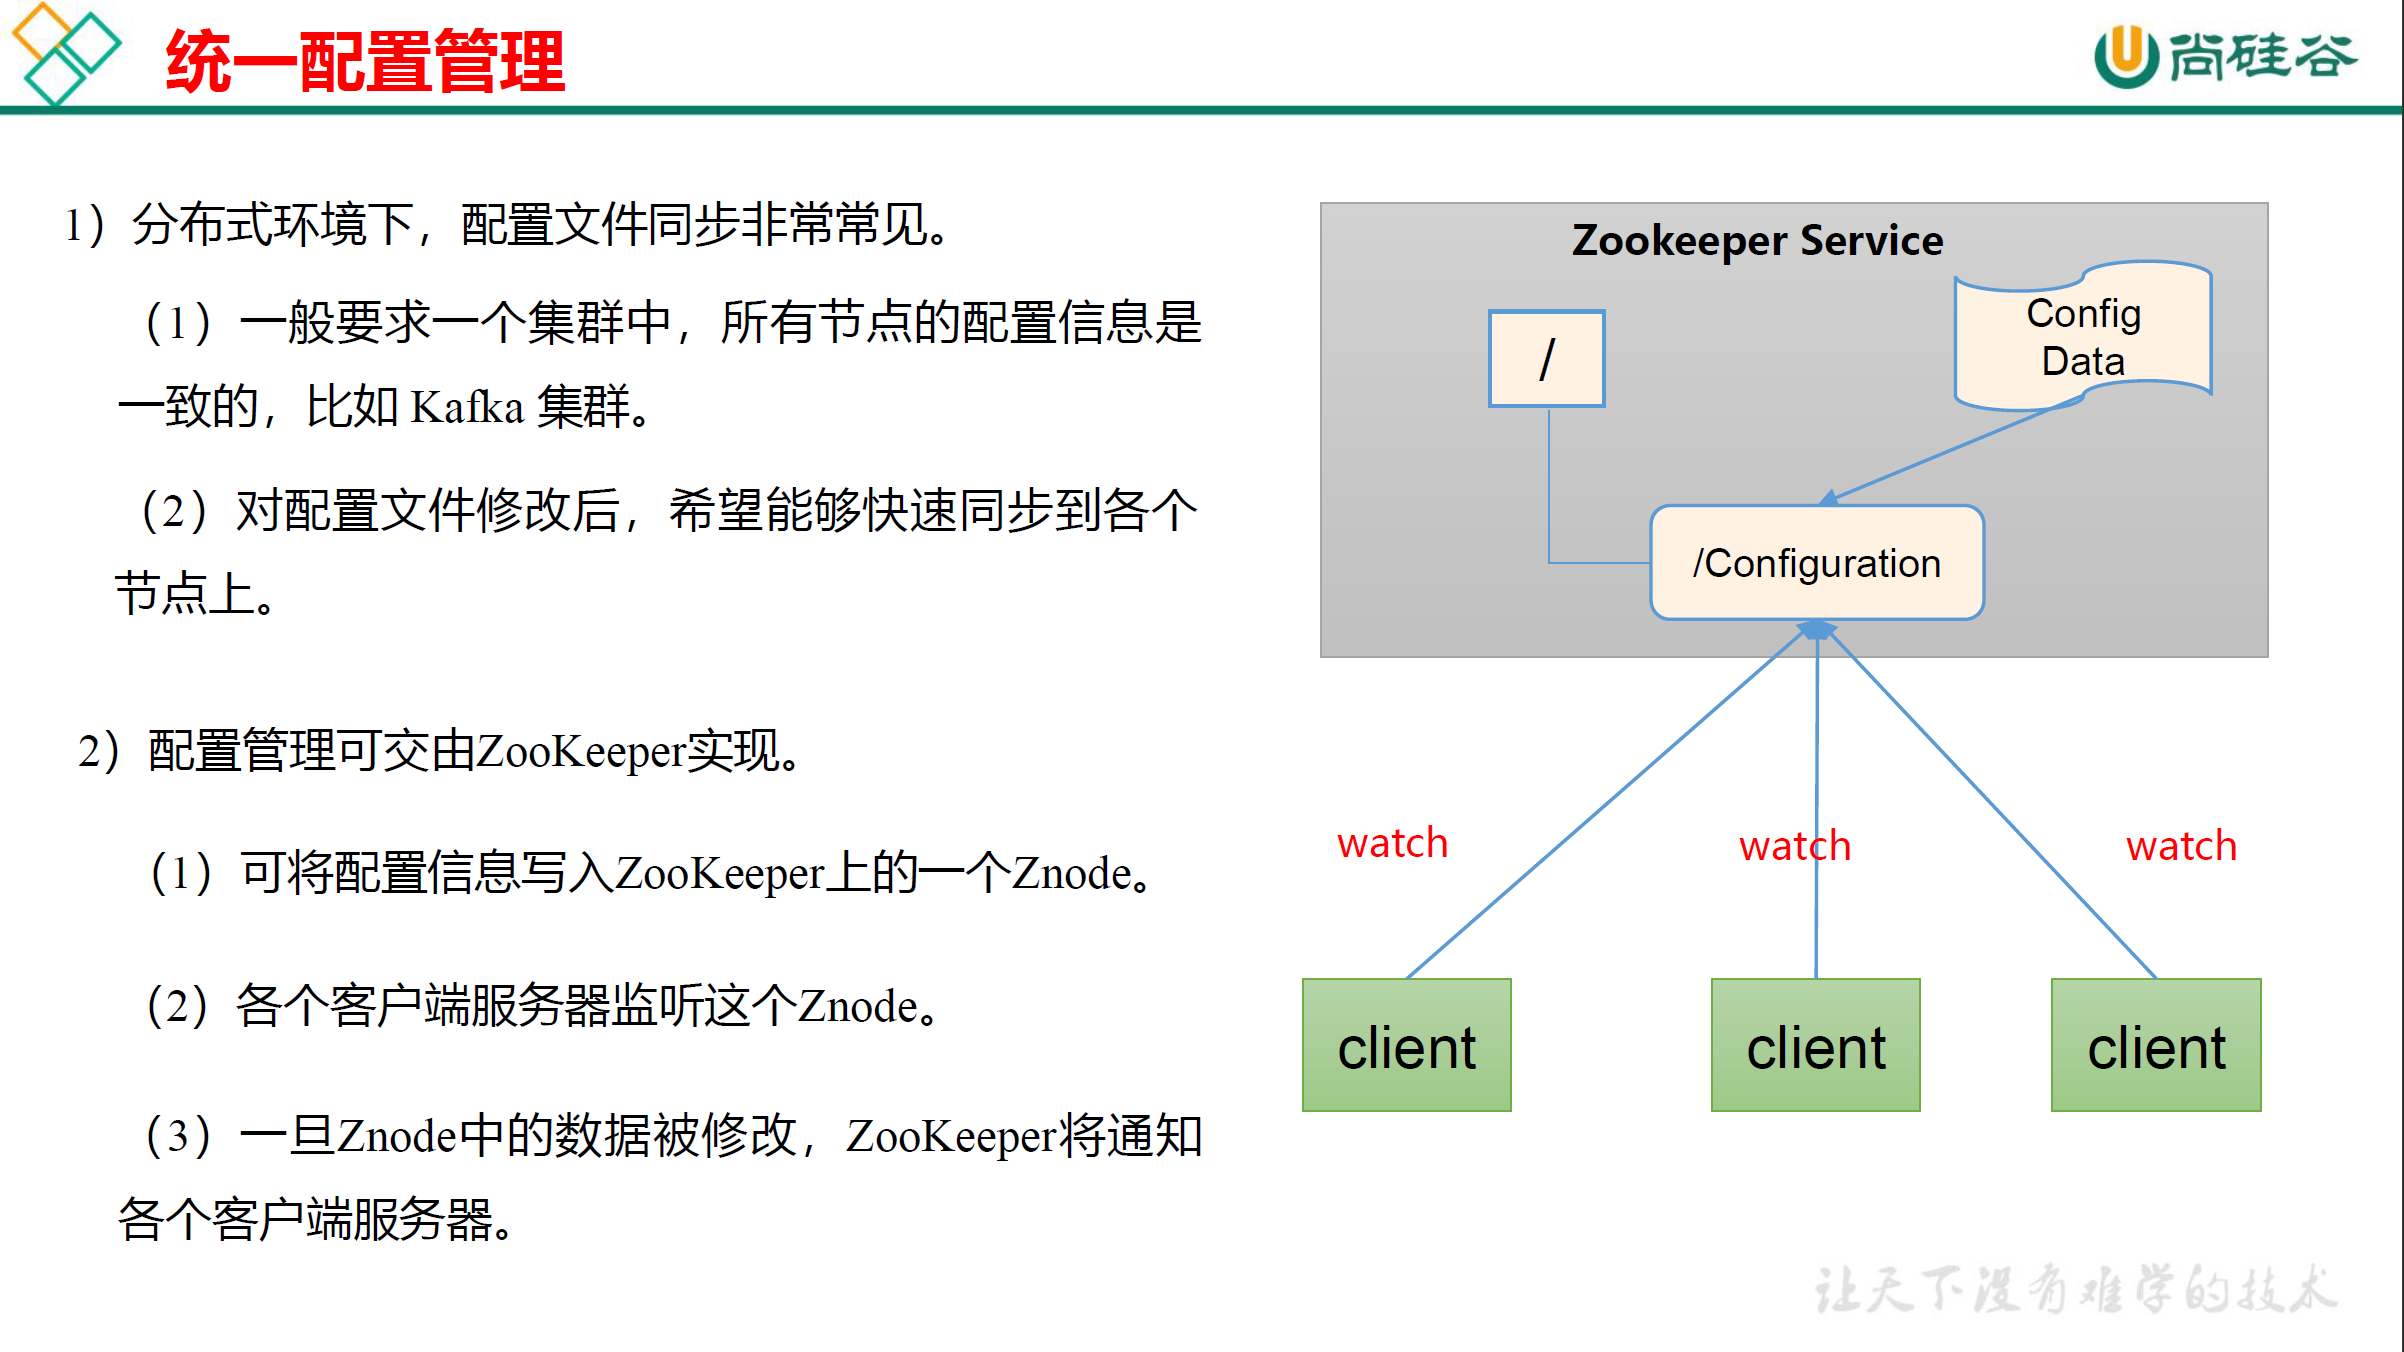 统一配置管理
尚硅谷
1）分布式环境下，配置文件同步非常常见。
（1）一般要求一个集群中，所有节点的配置信息是
一致的，比如 Kafka 集群。
（2）对配置文件修改后，希望能够快速同步到各个
节点上。
2）配置管理可交由ZooKeeper实现。
（1）可将配置信息写入ZooKeeper上的一个Znode。
（2）各个客户端服务器监听这个Znode。
（3）一旦Znode中的数据被修改，ZooKeeper将通知
各个客户端服务器。
Zookeeper Service
/
Config
Data
/Configuration
watch
watch
watch
client
client
client
让天下没有难学的技术